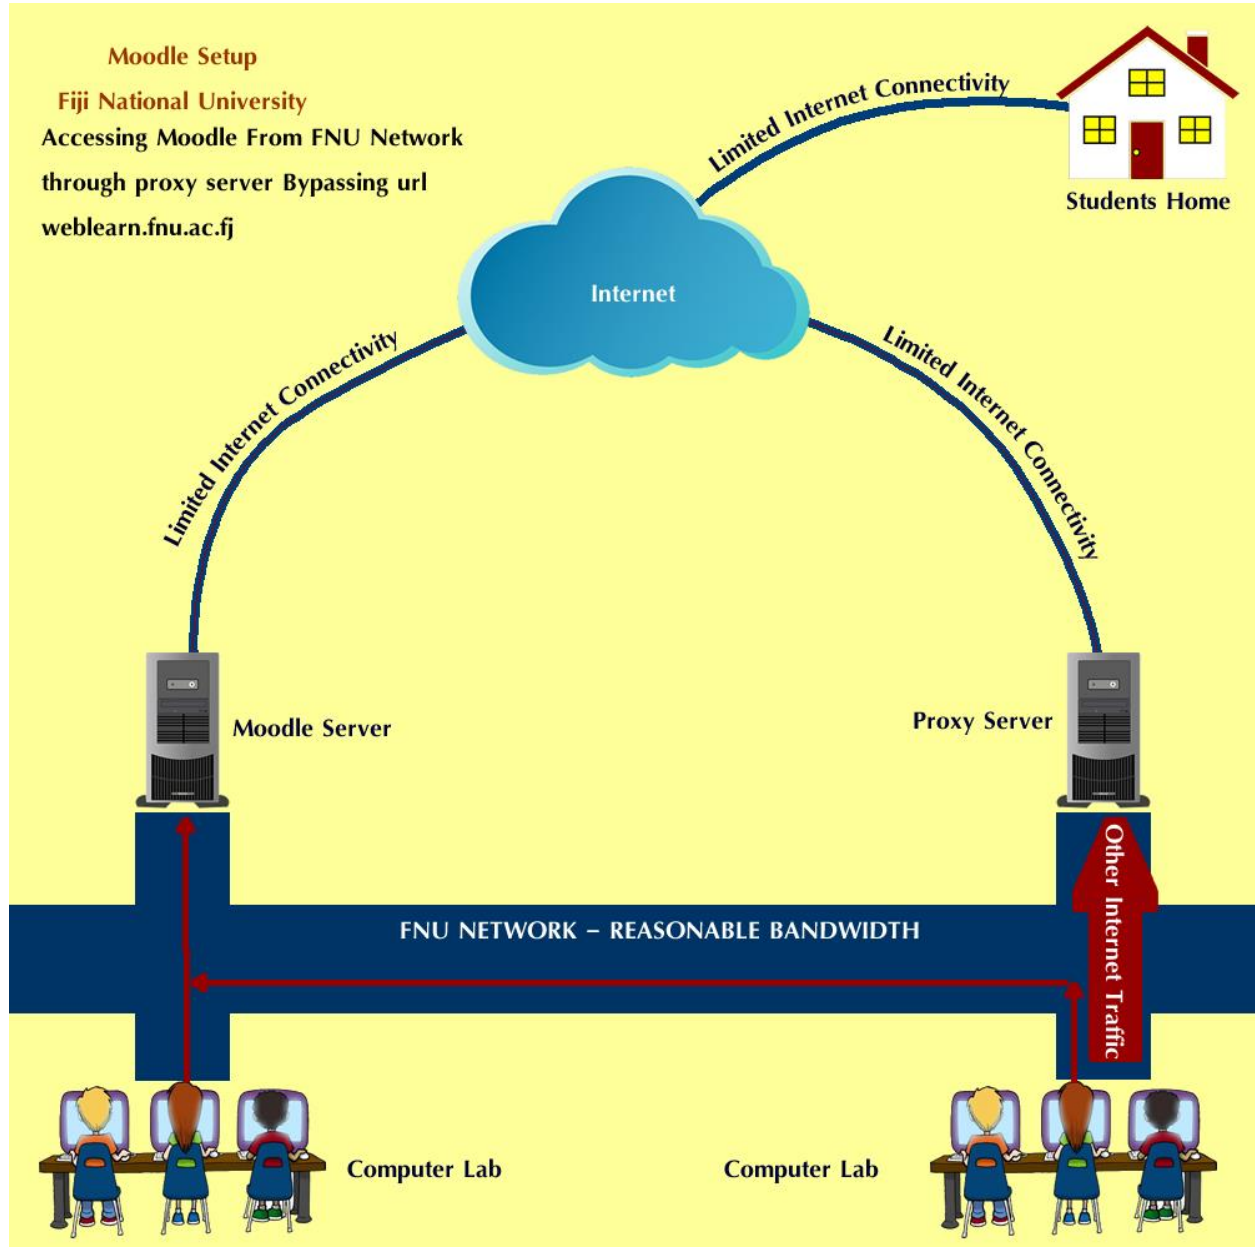 Moodle Setup
Fiji National University
Accessing Moodle From FNU Network
through proxy server Bypassing url
weblearn.fnu.ac.fj
Limited Internet Connectivity
Students Home
Internet
Limited Internet Connectivity
Limited Internet Connectivity
Moodle Server
Proxy Server
Other Internet Traffic
FNU NETWORK – REASONABLE BANDWIDTH
Computer Lab
Computer Lab